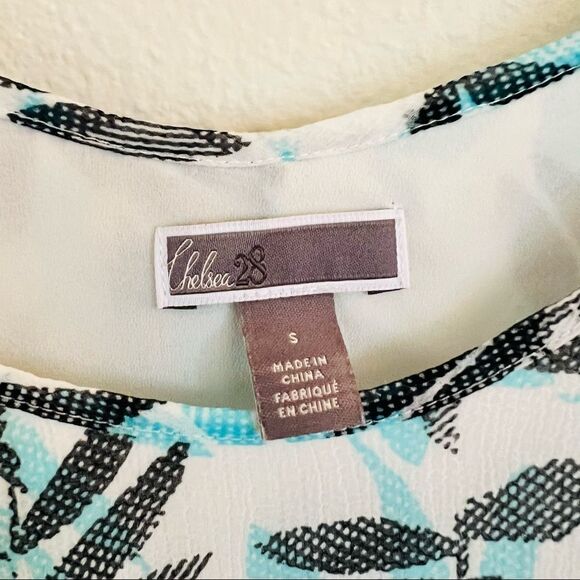 Chelsea28
S
MADE IN
CHINA
FABRIQUÉ
EN CHINE